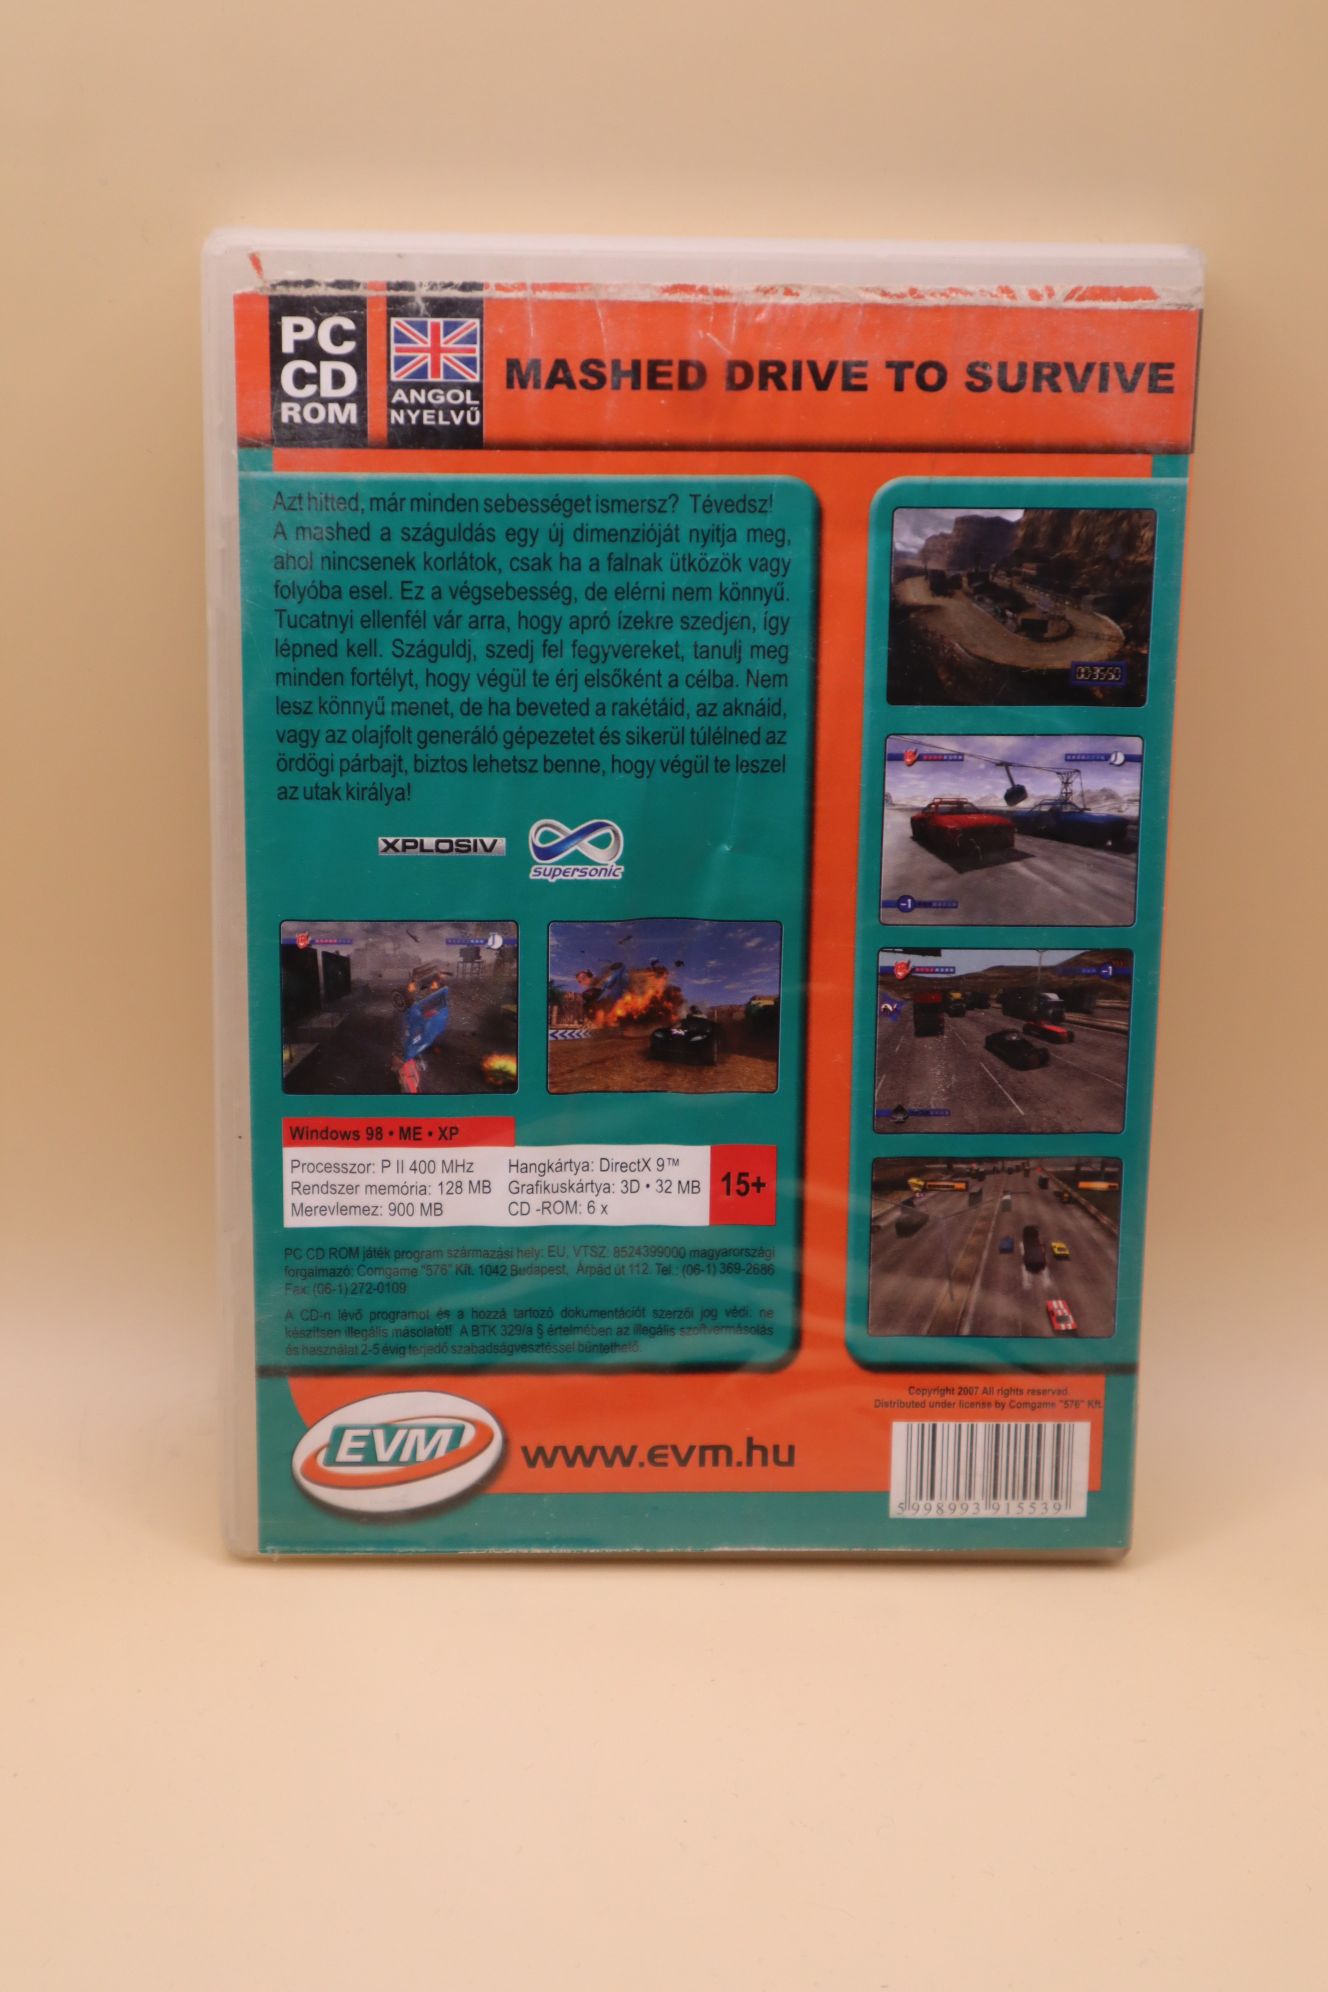 PC
CD
ROM
ANGOL
NYELVŰ
MASHED DRIVE TO SURVIVE
Azt hitted, már minden sebességet ismersz? Tévedsz!
A mashed a száguldás egy új dimenzióját nyitja meg,
ahol nincsenek korlátok, csak ha a falnak ütközök vagy
folyóba esel. Ez a végsebesség, de elérni nem könnyű.
Tucatnyi ellenfél vár arra, hogy apró ízekre szedjen, így
lépned kell. Száguldj, szedj fel fegyvereket, tanulj meg
minden fortélyt, hogy végül te érj elsőként a célba. Nem
lesz könnyű menet, de ha beveted a rakétáid, az aknáid,
vagy az olajfolt generáló gépezetet és sikerül túlélned az
ördögi párbajt, biztos lehetsz benne, hogy végül te leszel
az utak királya!
XPLOSIV
supersonic
00:35:50
-1
-1
Windows 98 • ME • XP
Processzor: P II 400 MHz
Rendszer memória: 128 MB
Merevlemez: 900 MB
Hangkártya: DirectX 9™
Grafikuskártya: 3D • 32 MB
CD -ROM: 6 x
15+
PC CD ROM játék program származási hely: EU, VTSZ: 8524399000 magyarországi
forgalmazó: Comgame "576" Kft. 1042 Budapest, Árpád út 112. Tel.: (06-1) 369-2686
Fax: (06-1) 272-0109
A CD-n lévő programot és a hozzá tartozó dokumentációt szerzői jog védi: ne
készítsen illegális másolatot! A BTK 329/a § értelmében az illegális szoftvermásolás
és használat 2-5 évig terjedő szabadságvesztéssel büntethető.
EVM
www.evm.hu
Copyright 2007 All rights reserved.
Distributed under license by Comgame "576" Kft.
5 998993 915539